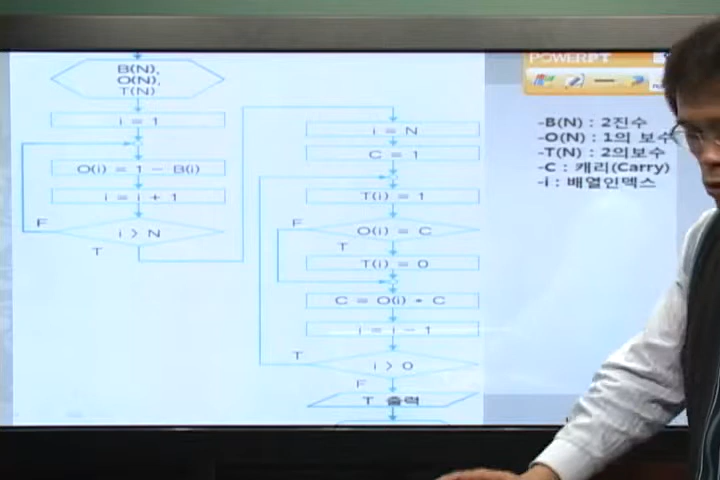 B(N),
O(N),
T(N)
i = 1
O(i) = 1 - B(i)
i = i + 1
F
i > N
T
i = N
C = 1
T(i) = 1
F
O(i) = C
T
T(i) = 0
C = O(i) * C
i = i - 1
T
i > 0
F
T 출력
POWERPT
-B(N) : 2진수
-O(N) : 1의 보수
-T(N) : 2의보수
-C : 캐리(Carry)
-i : 배열인덱스